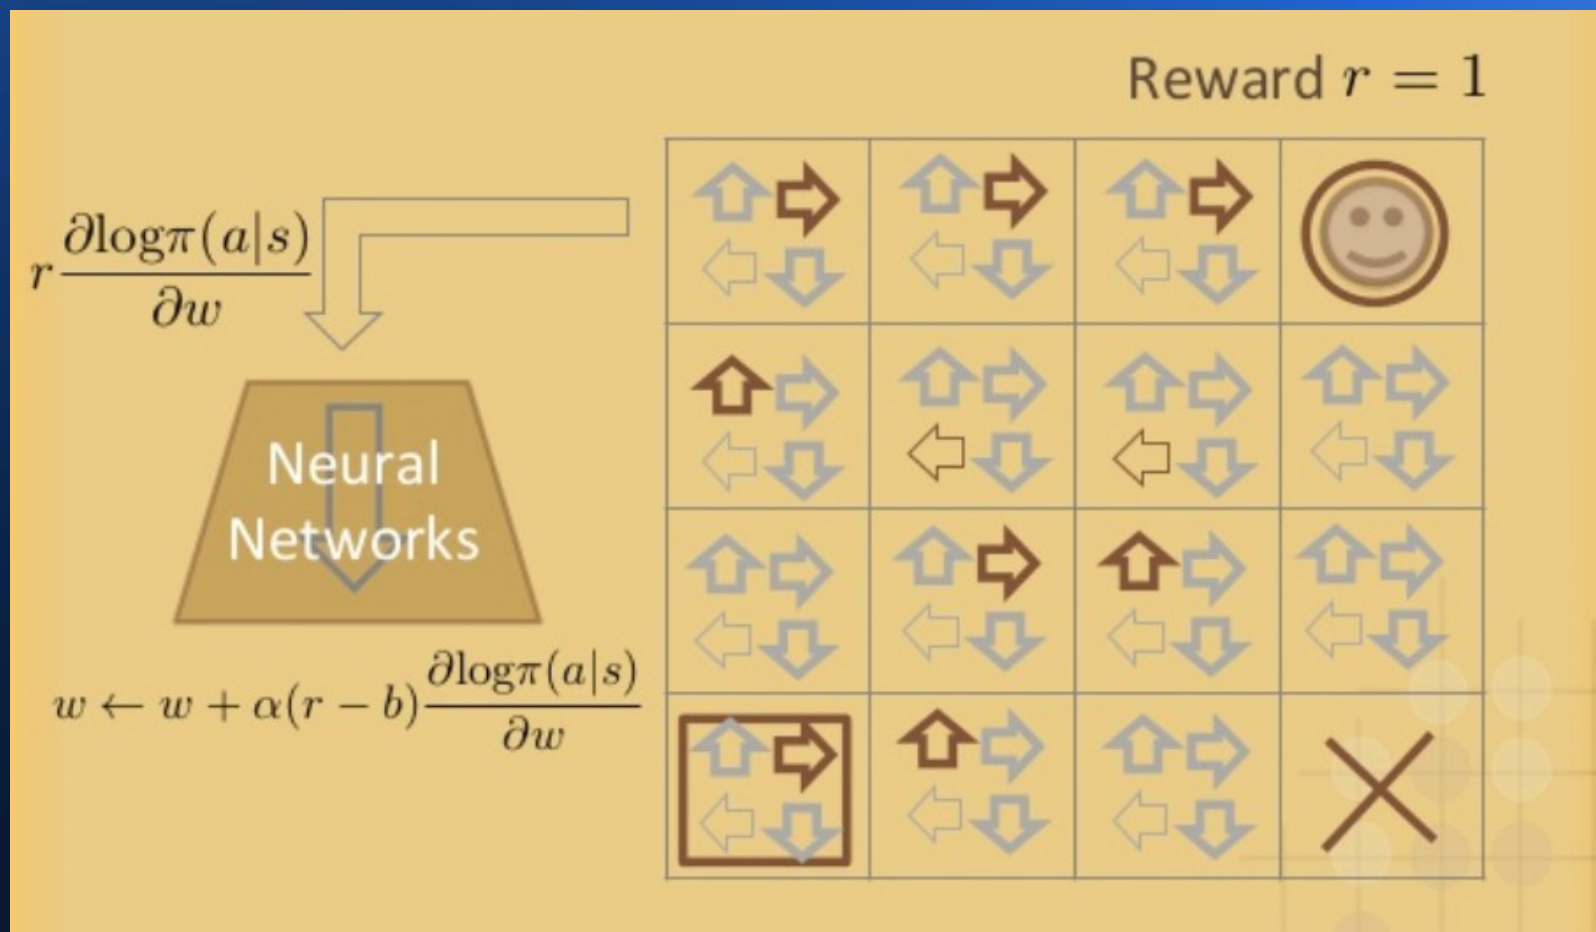 Reward r = 1
r ∂logπ(a|s) / ∂w
Neural
Networks
w ← w + α(r − b) ∂logπ(a|s) / ∂w